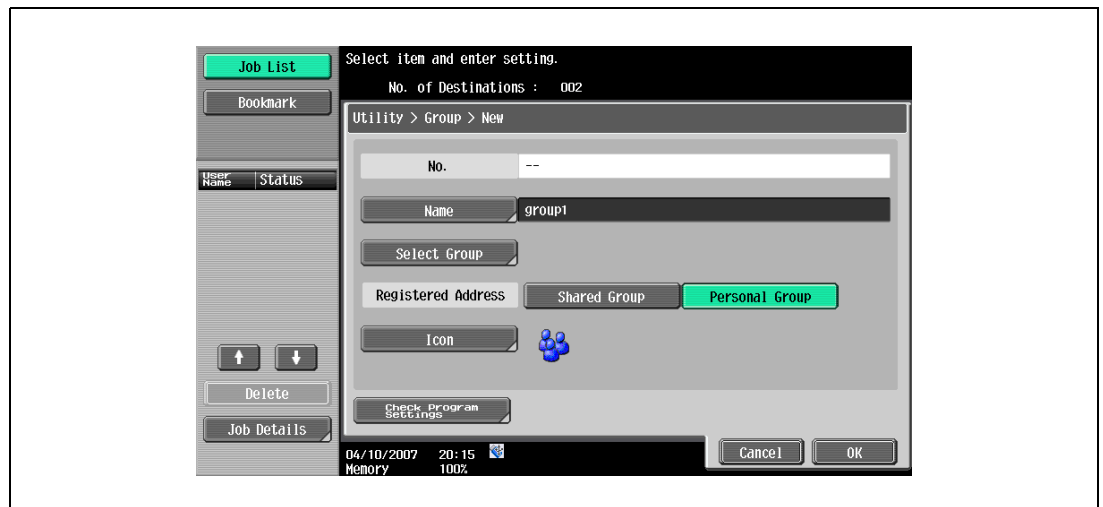 Job List
Bookmark
User Name
Status
Delete
Job Details
Select item and enter setting.
No. of Destinations : 002
Utility > Group > New
No. --
Name group1
Select Group
Registered Address Shared Group Personal Group
Icon
Check Program
Settings
04/10/2007 20:15
Memory 100%
Cancel OK